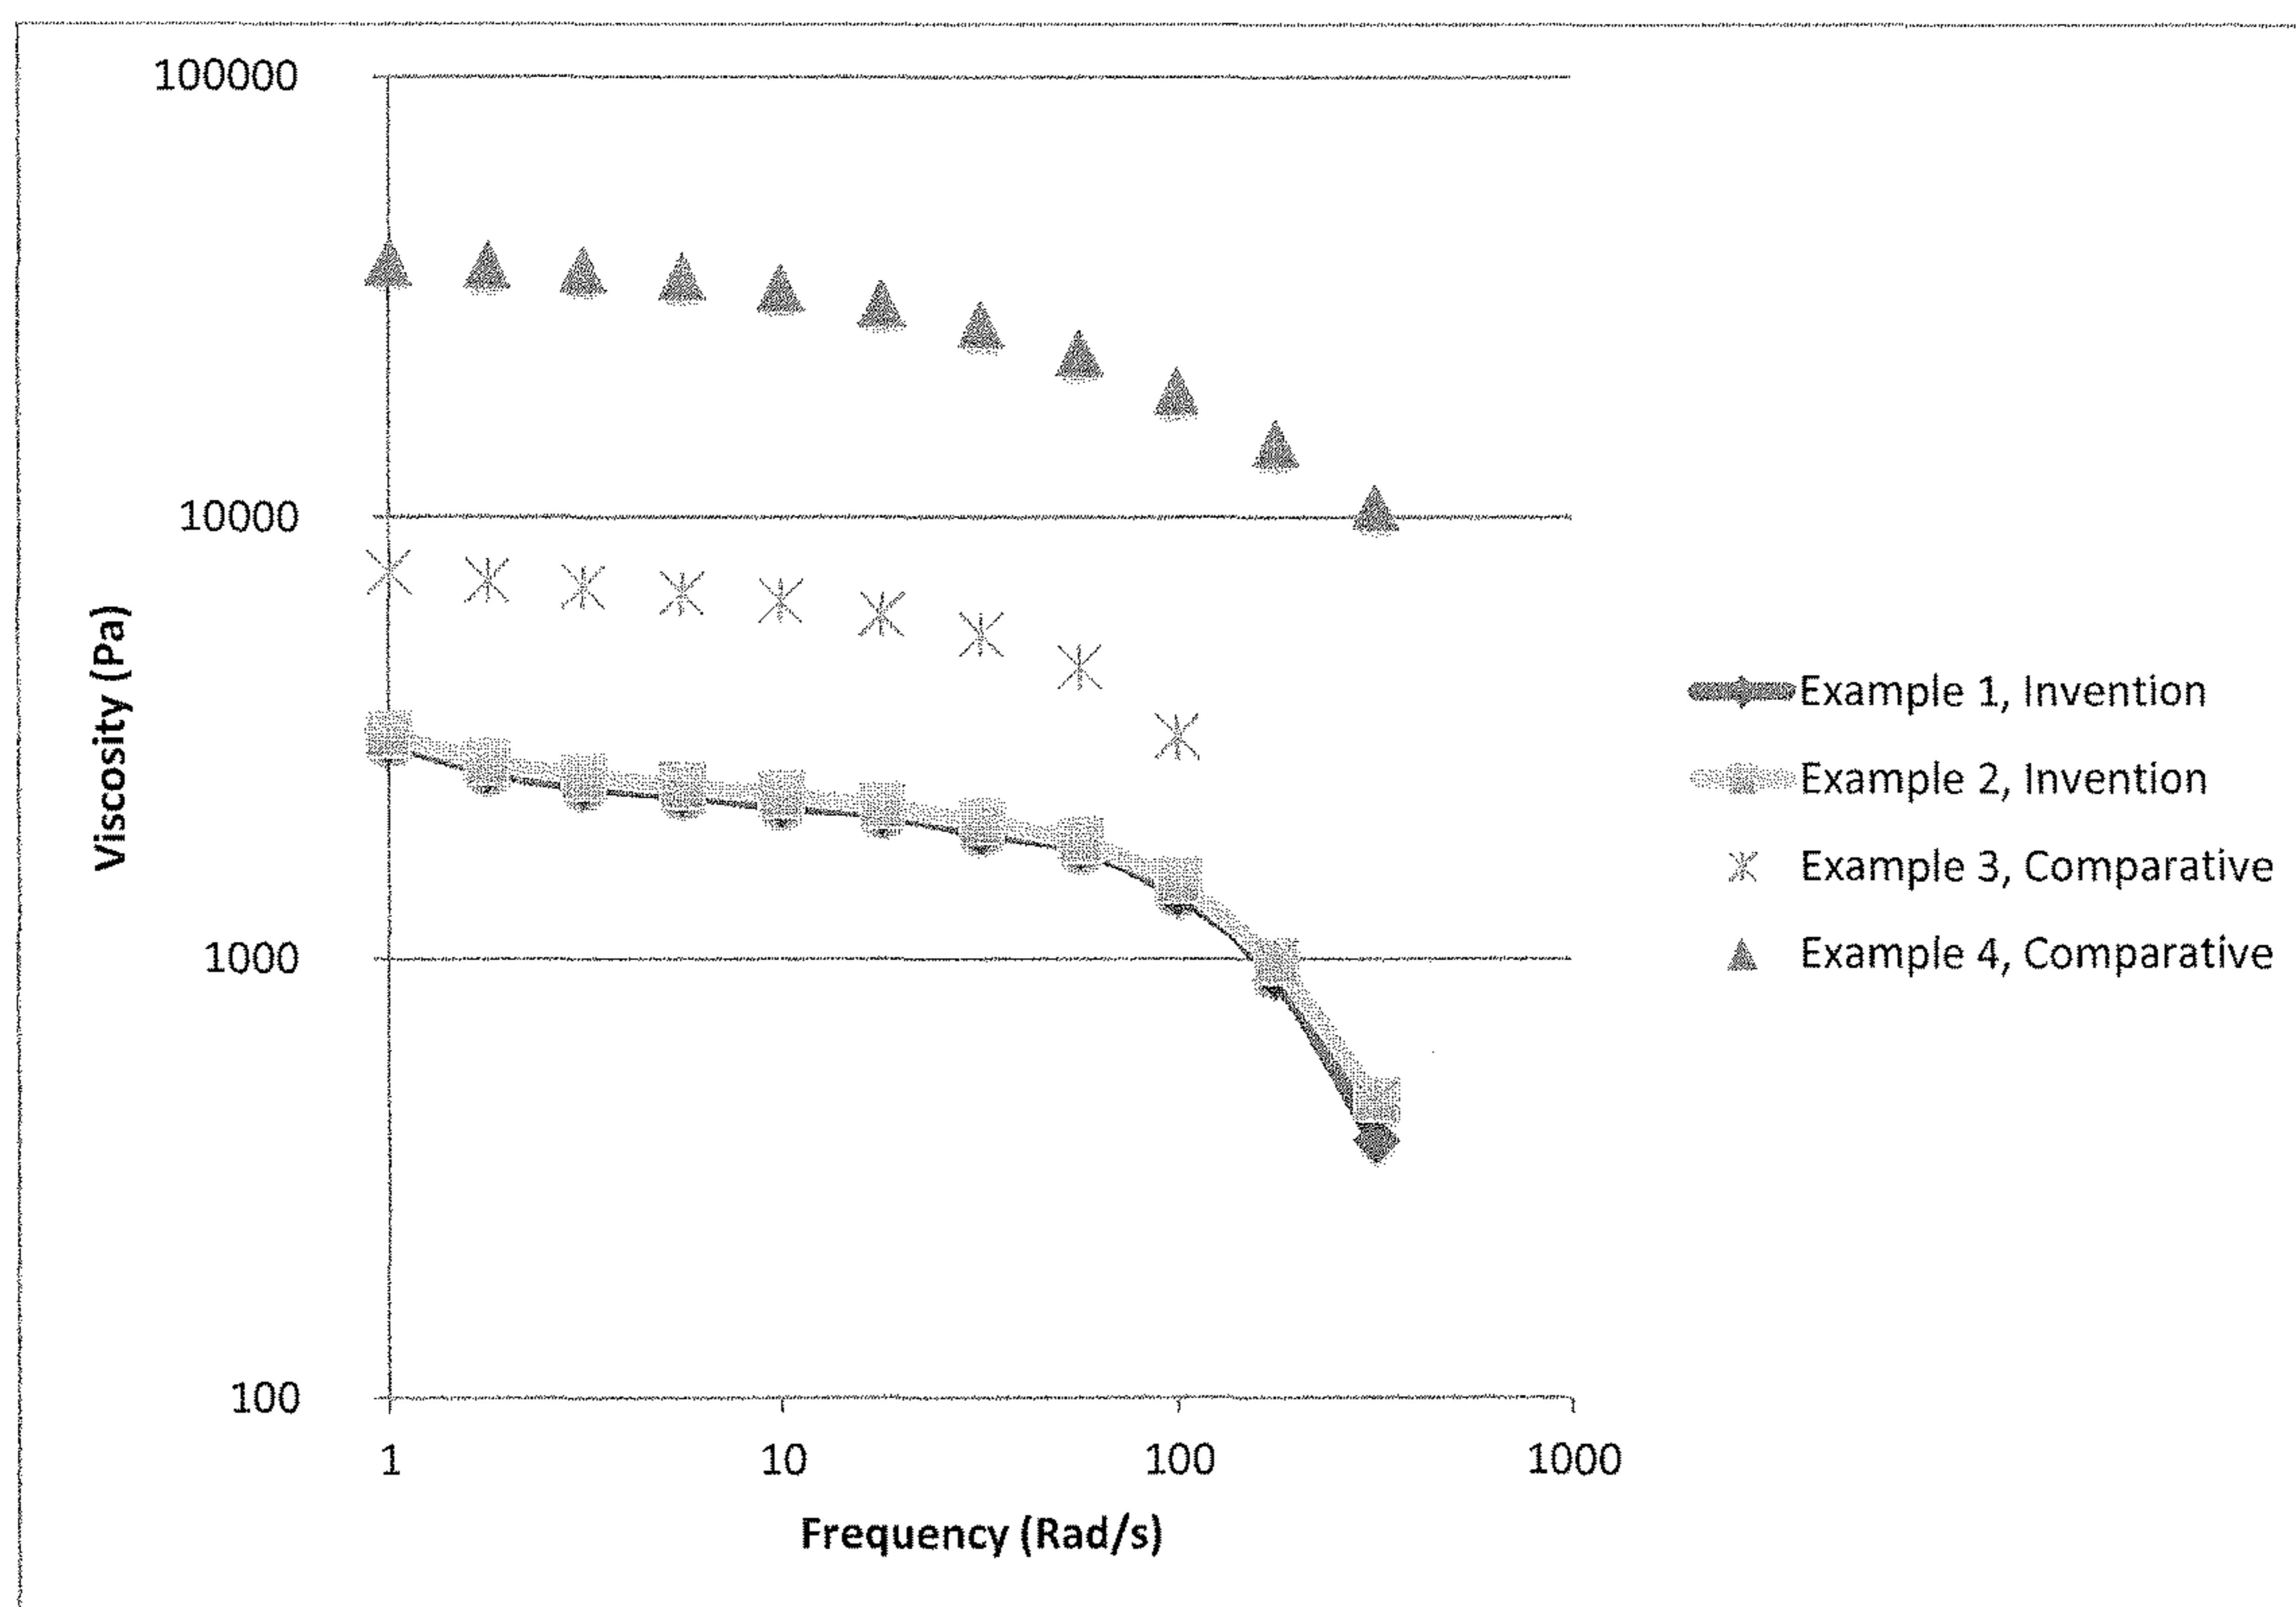 100000
10000
1000
100
Viscosity (Pa)
1
10
100
1000
Frequency (Rad/s)
Example 1, Invention
Example 2, Invention
Example 3, Comparative
Example 4, Comparative